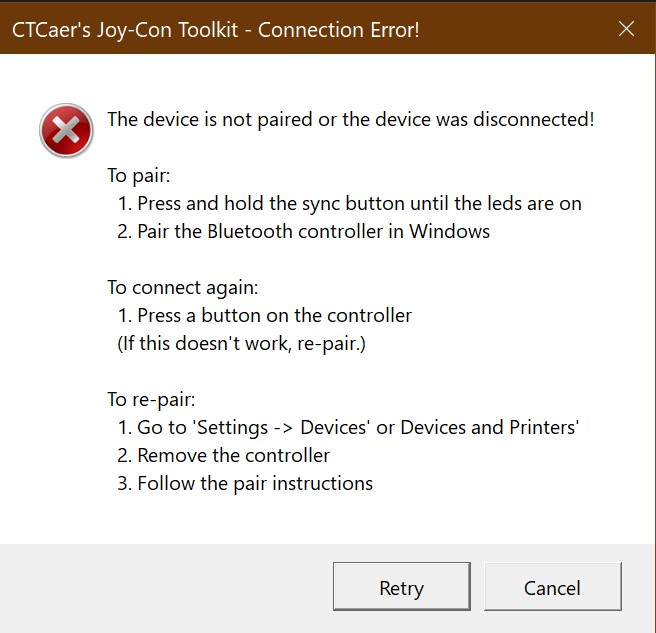 CTCaer's Joy-Con Toolkit - Connection Error!
The device is not paired or the device was disconnected!
To pair:
1. Press and hold the sync button until the leds are on
2. Pair the Bluetooth controller in Windows
To connect again:
1. Press a button on the controller
(If this doesn't work, re-pair.)
To re-pair:
1. Go to 'Settings -> Devices' or Devices and Printers'
2. Remove the controller
3. Follow the pair instructions
Retry
Cancel